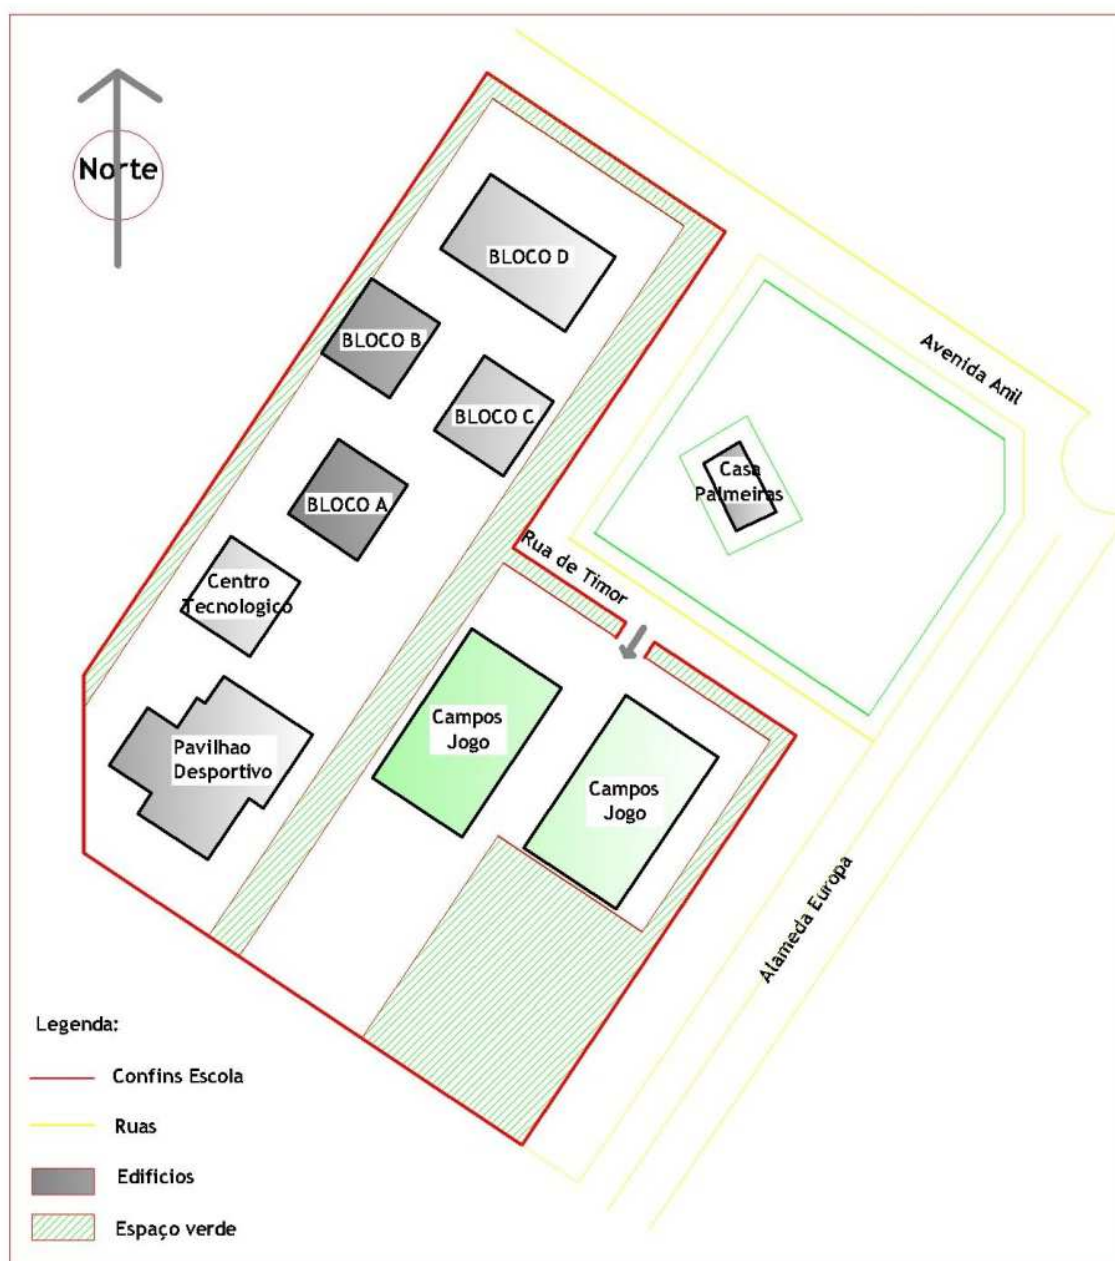 Norte
BLOCO D
BLOCO B
BLOCO C
BLOCO A
Avenida Anil
Casa
Palmeiras
Rua de Timor
Centro
Tecnologico
Campos
Jogo
Pavilhao
Desportivo
Campos
Jogo
Alameda Europa
Legenda:
Confins Escola
Ruas
Edificios
Espaço verde